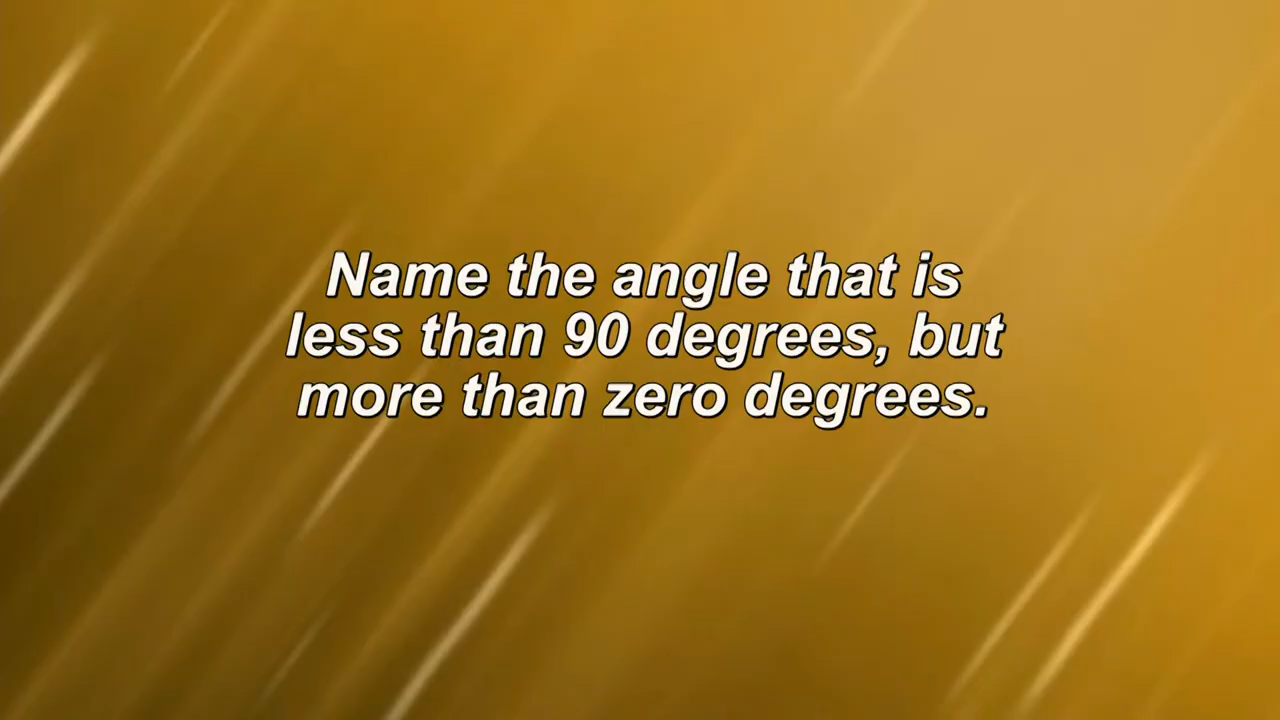 Name the angle that is
less than 90 degrees, but
more than zero degrees.